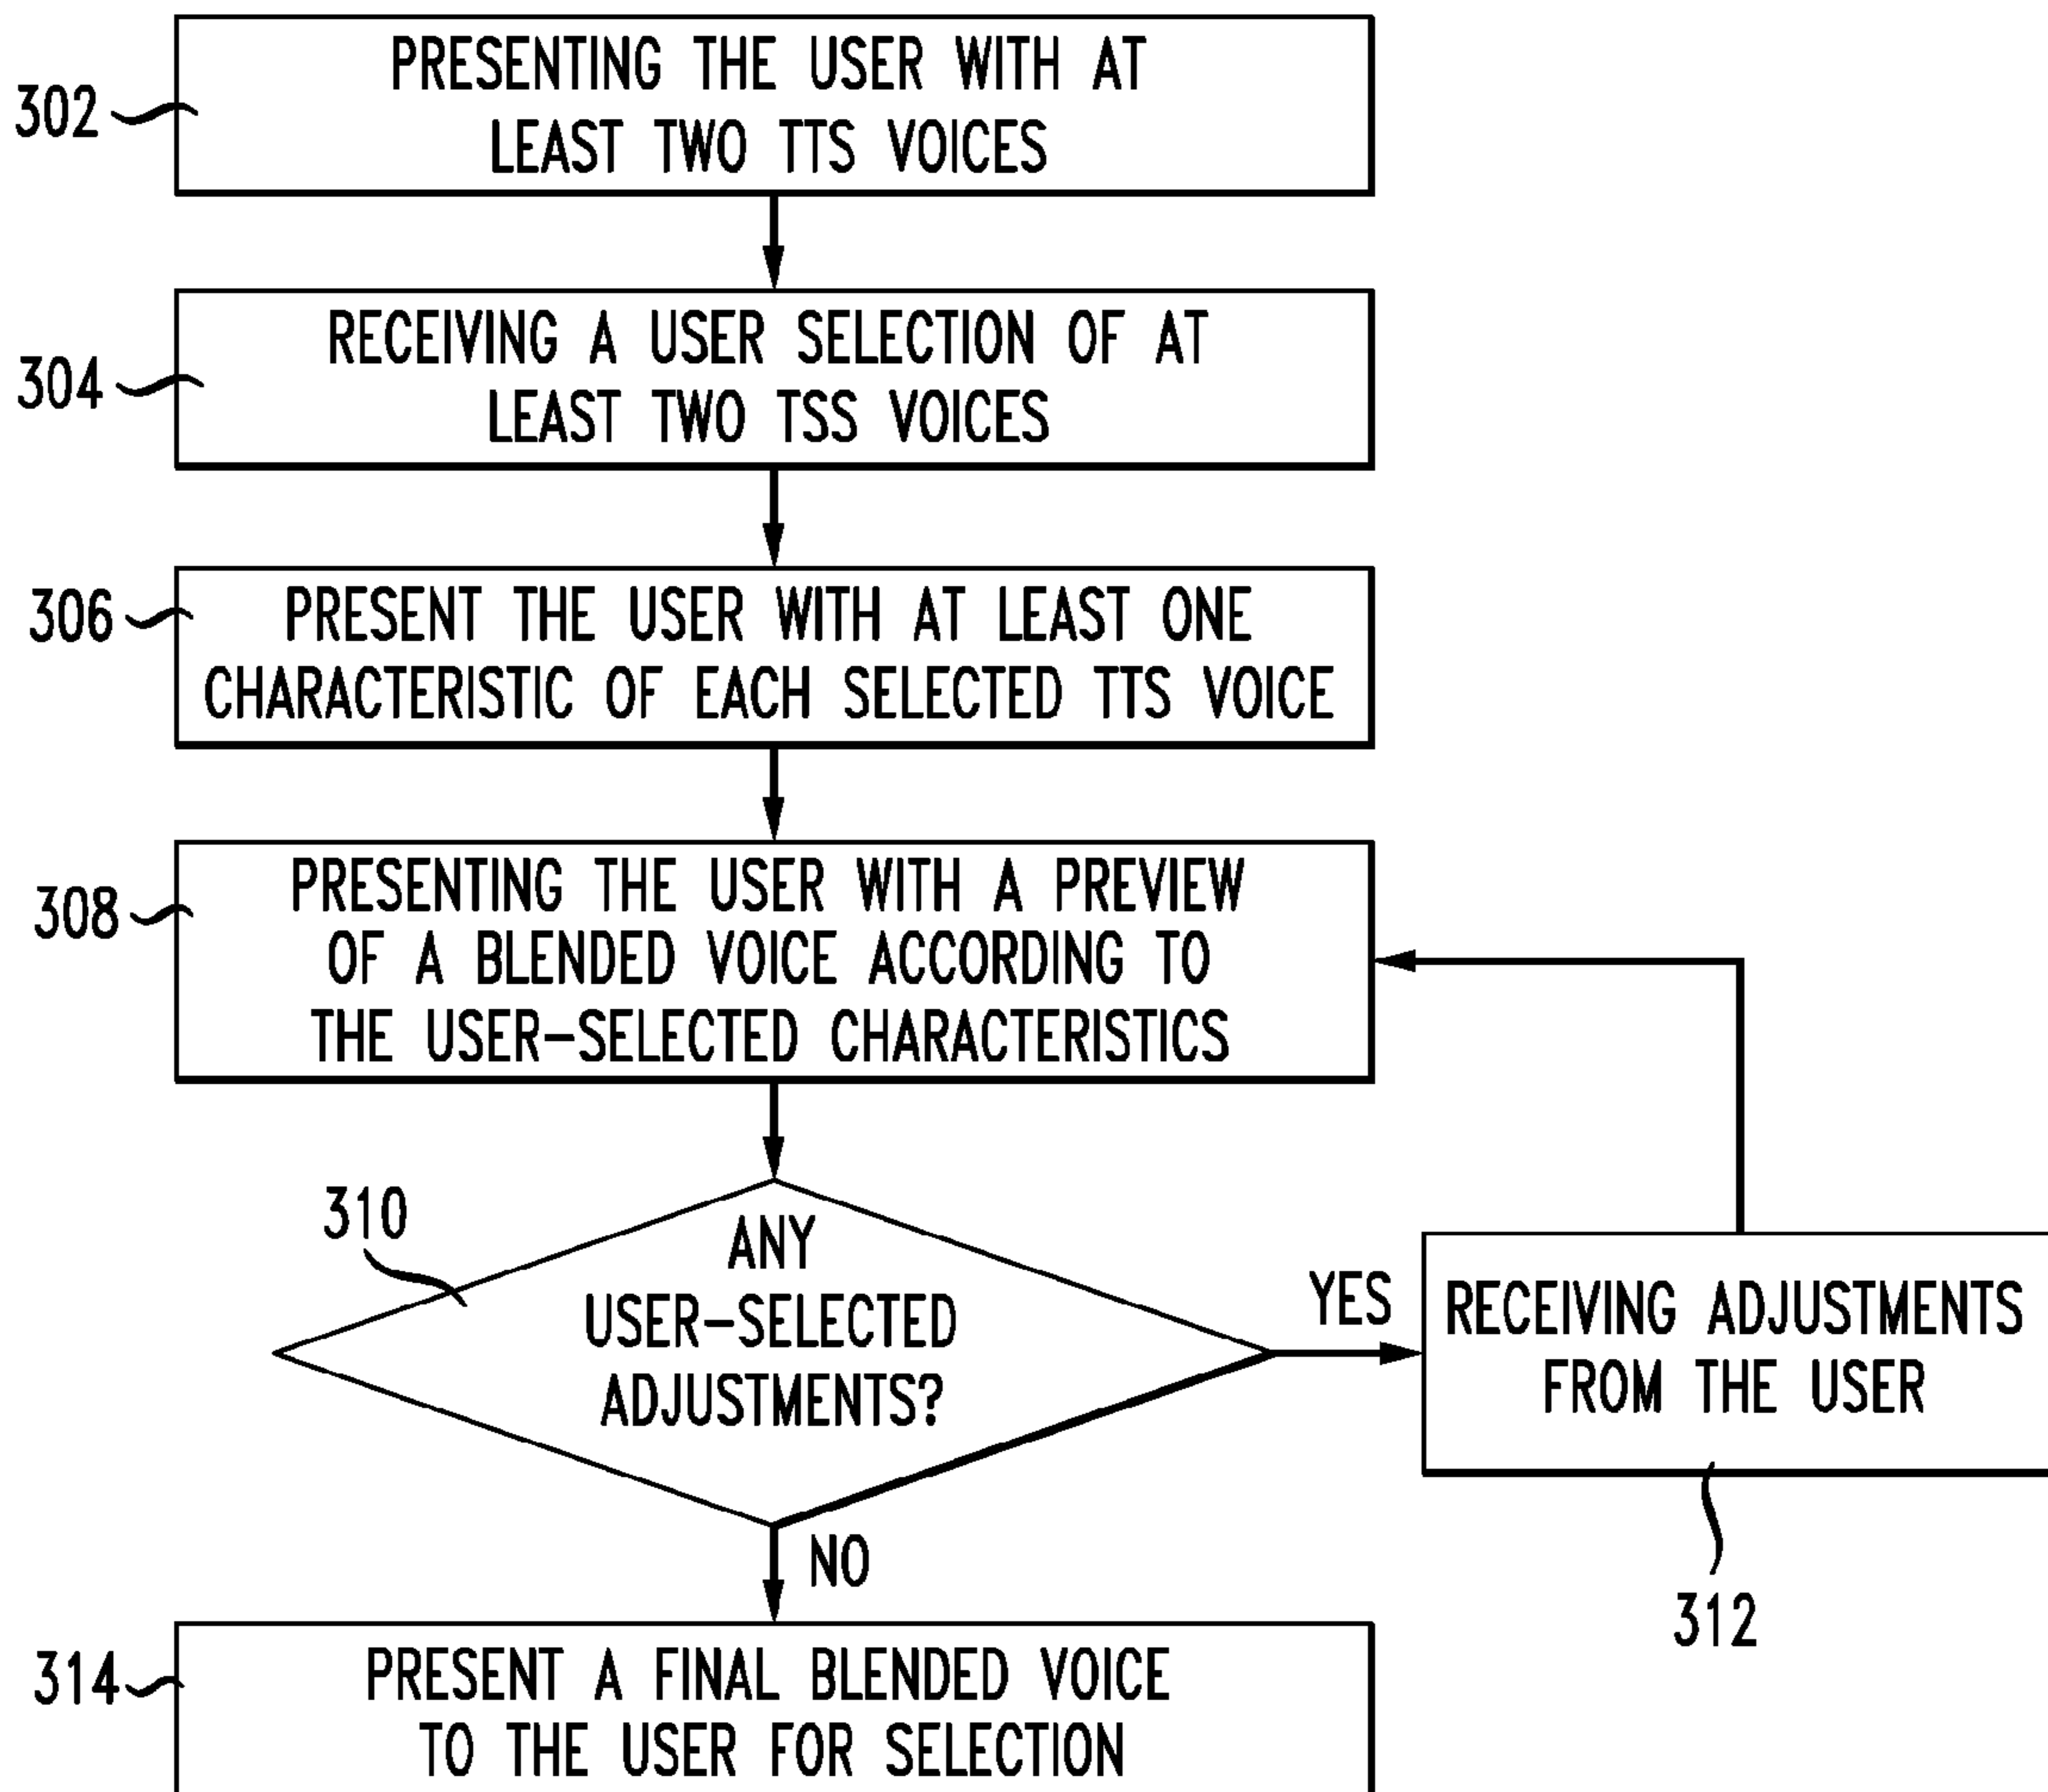 302
PRESENTING THE USER WITH AT
LEAST TWO TTS VOICES
304
RECEIVING A USER SELECTION OF AT
LEAST TWO TSS VOICES
306
PRESENT THE USER WITH AT LEAST ONE
CHARACTERISTIC OF EACH SELECTED TTS VOICE
308
PRESENTING THE USER WITH A PREVIEW
OF A BLENDED VOICE ACCORDING TO
THE USER-SELECTED CHARACTERISTICS
310
ANY
USER-SELECTED
ADJUSTMENTS?
YES
RECEIVING ADJUSTMENTS
FROM THE USER
312
NO
314
PRESENT A FINAL BLENDED VOICE
TO THE USER FOR SELECTION